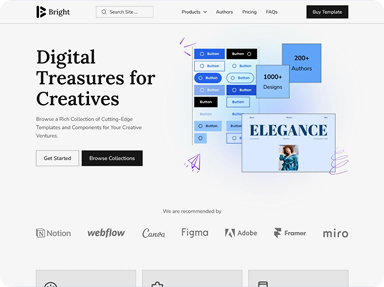 Bright
Search Site ...
Products
Authors
Pricing
FAQs
Buy Template
Digital
Treasures for
Creatives
Browse a Rich Collection of Cutting-Edge
Templates and Components for Your Creative
Ventures.
Get Started
Browse Collections
Button
Button
Button
Button
Button
Button
Button
Button
Button
Button
Button
Button
Button
Button
200+
Authors
1000+
Designs
ELEGANCE
We are recommended by
Notion
webflow
Canva
Figma
Adobe
Framer
miro